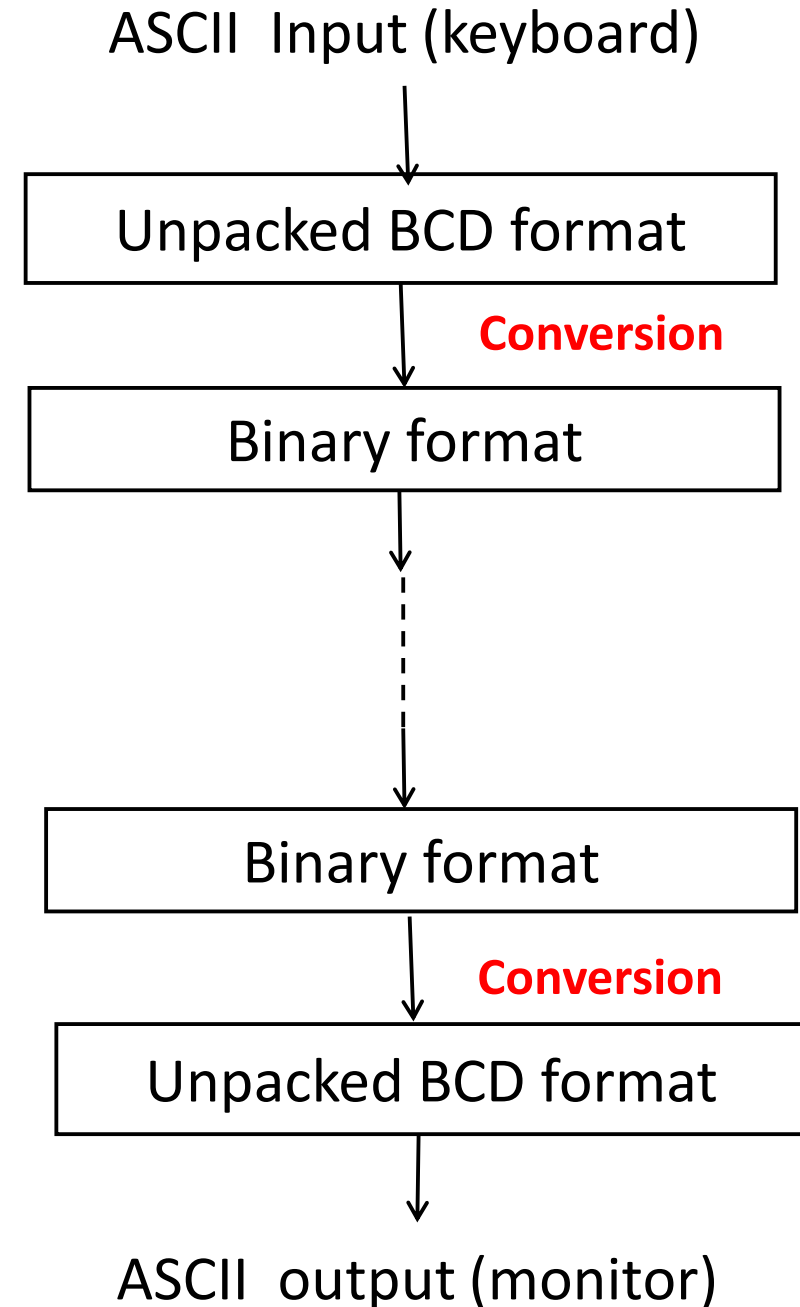 ASCII  Input (keyboard)
Unpacked BCD format
Conversion
Binary format
Binary format
Conversion
Unpacked BCD format
ASCII  output (monitor)